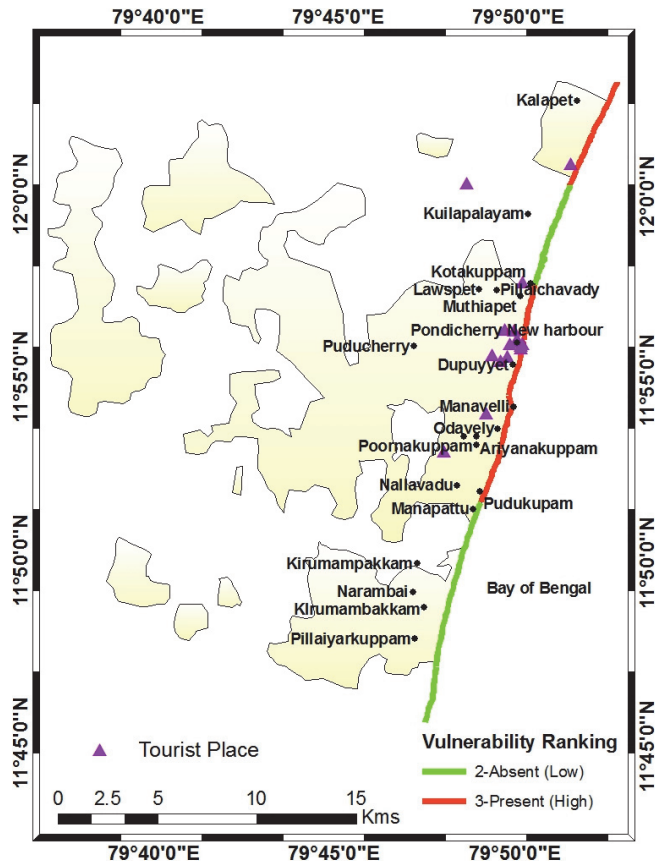 79°40'0"E 79°45'0"E 79°50'0"E
Kalapet
12°0'0"N 12°0'0"N
Kuilapalayam
Kotakuppam
Lawspet Pillaichavady
Muthiapet
Pondicherry New harbour
Puducherry
11°55'0"N 11°55'0"N
Dupuyyet
Manavelli
Odavely
Poornakuppam Ariyanakuppam
Nallavadu
Pudukupam
Manapattu
11°50'0"N 11°50'0"N
Kirumampakkam
Bay of Bengal
Narambai
KIrumambakkam
Pillaiyarkuppam
11°45'0"N 11°45'0"N
Tourist Place
Vulnerability Ranking
2-Absent (Low)
3-Present (High)
0 2.5 5 10 15
Kms
79°40'0"E 79°45'0"E 79°50'0"E